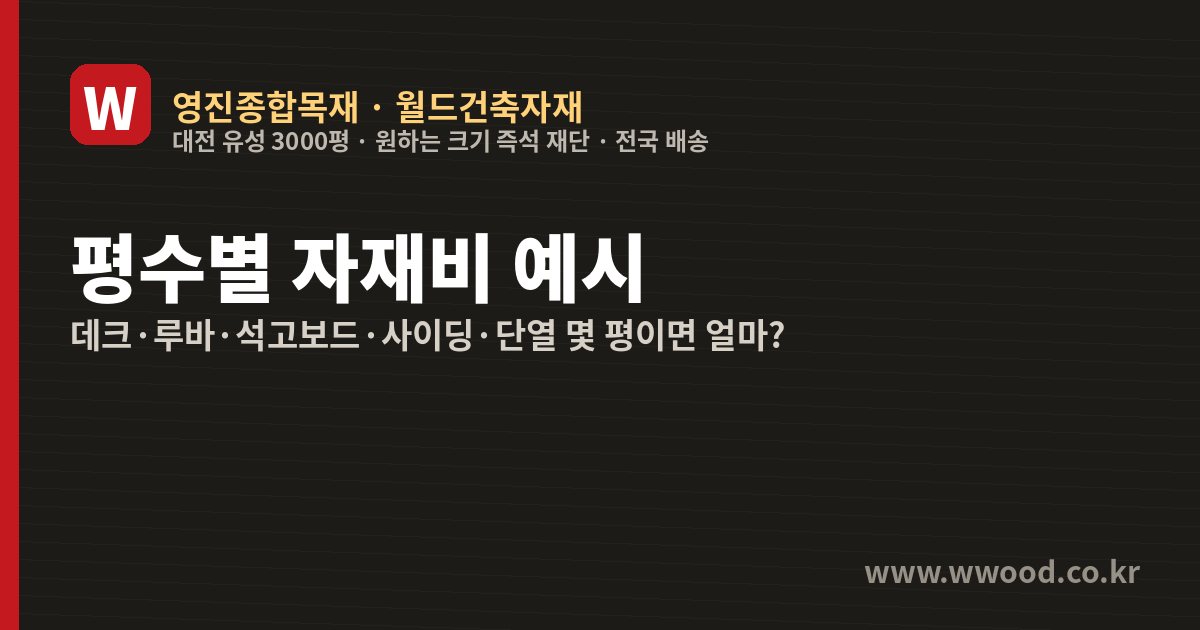 W
영진종합목재 · 월드건축자재
대전 유성 3000평 · 원하는 크기 즉석 재단 · 전국 배송
평수별 자재비 예시
데크·루바·석고보드·사이딩·단열 몇 평이면 얼마?
www.wwood.co.kr